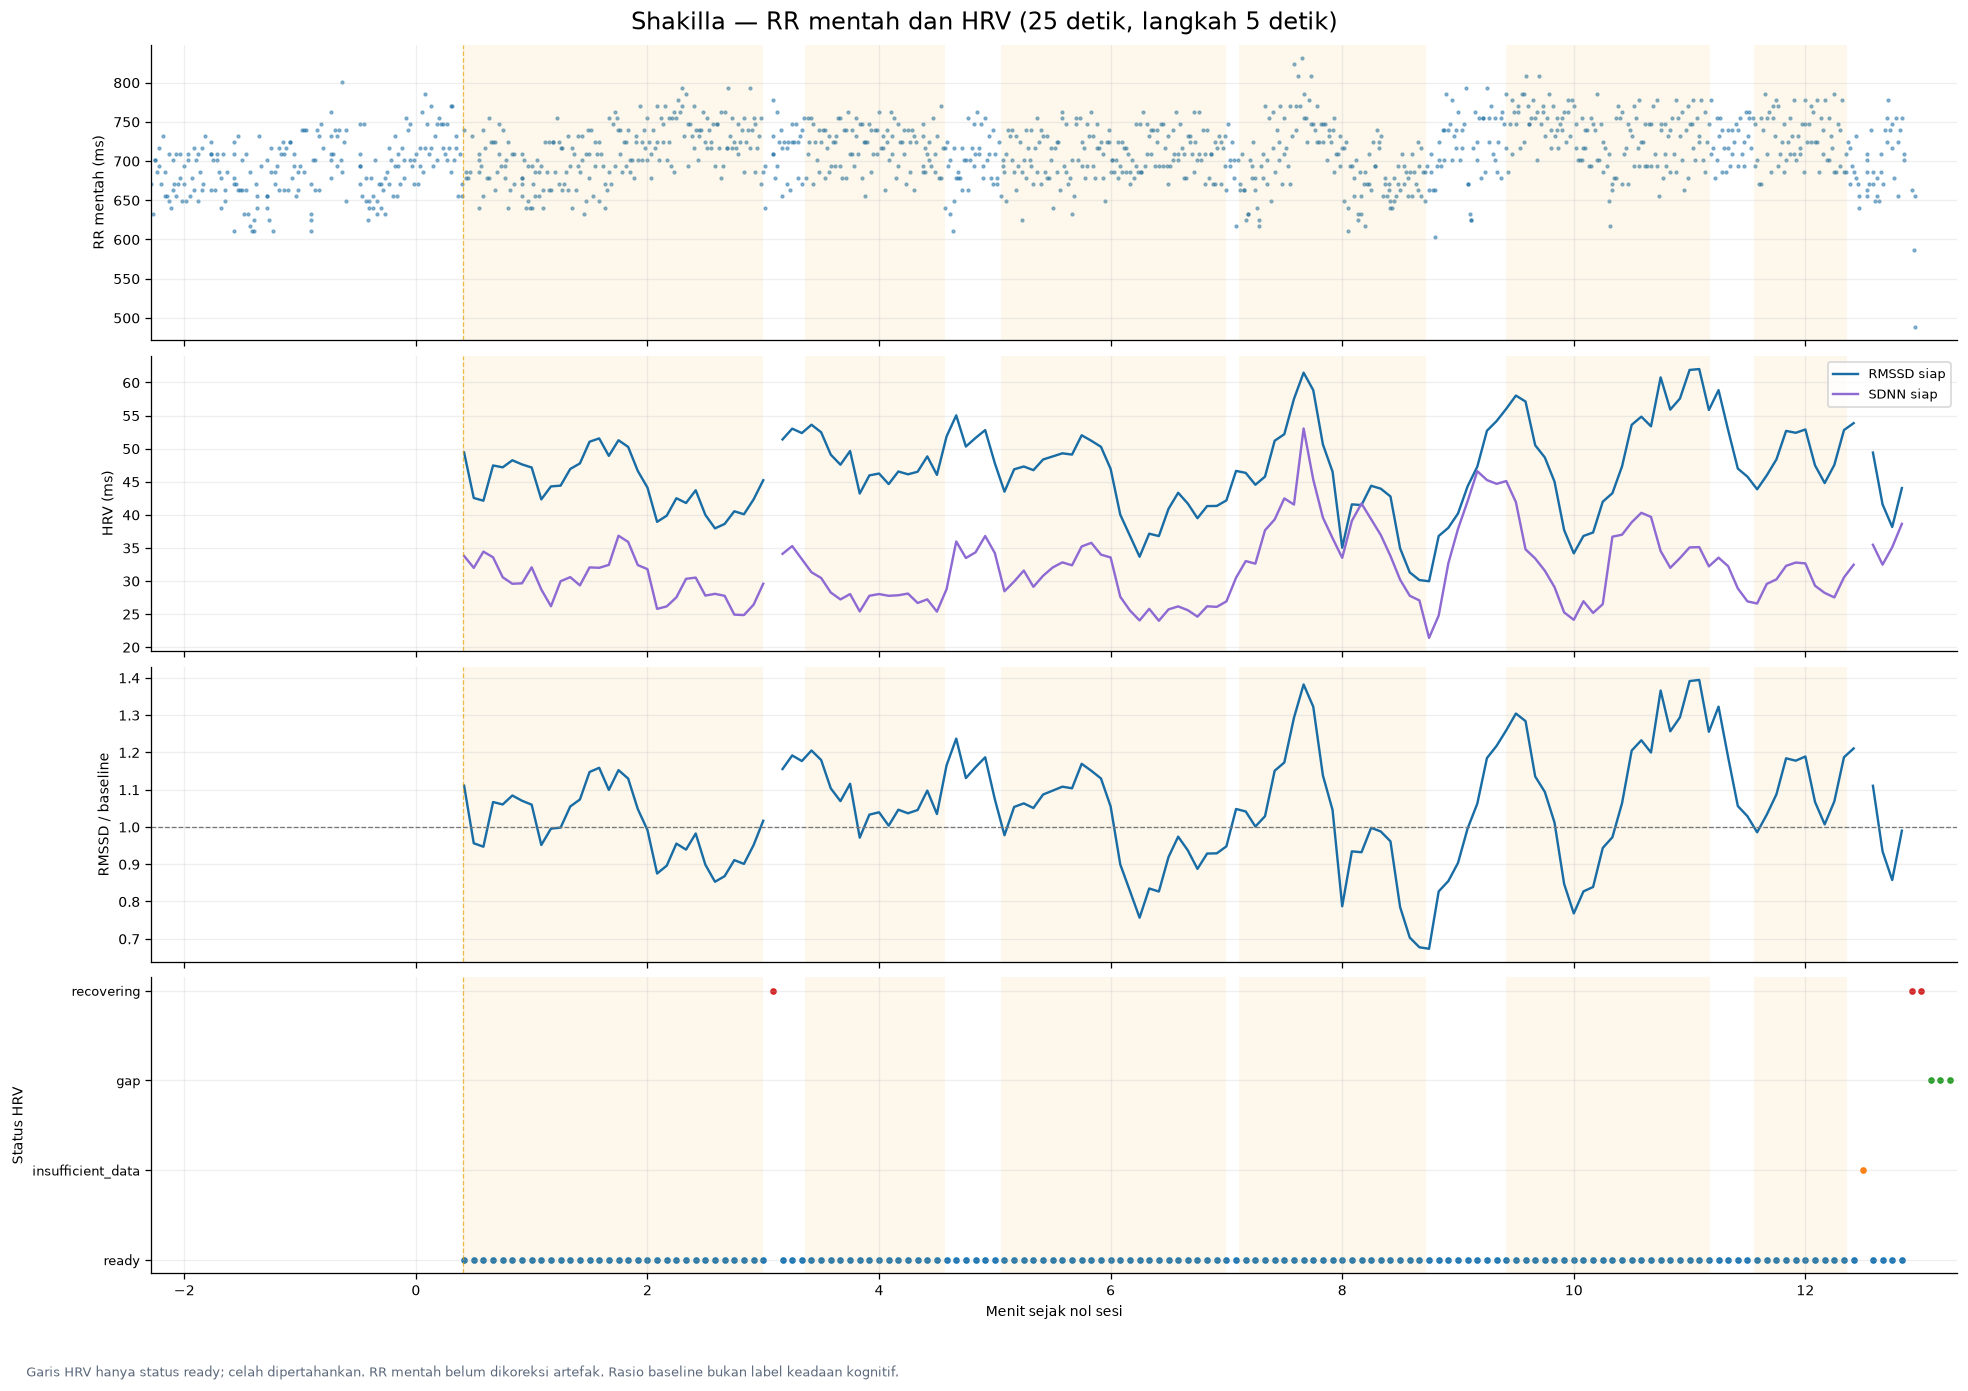 Shakilla — RR mentah dan HRV (25 detik, langkah 5 detik)
RR mentah (ms)
800
750
700
650
600
550
500
HRV (ms)
60
55
50
45
40
35
30
25
20
RMSSD siap
SDNN siap
RMSSD / baseline
1.4
1.3
1.2
1.1
1.0
0.9
0.8
0.7
Status HRV
recovering
gap
insufficient_data
ready
−2 0 2 4 6 8 10 12
Menit sejak nol sesi
Garis HRV hanya status ready; celah dipertahankan. RR mentah belum dikoreksi artefak. Rasio baseline bukan label keadaan kognitif.